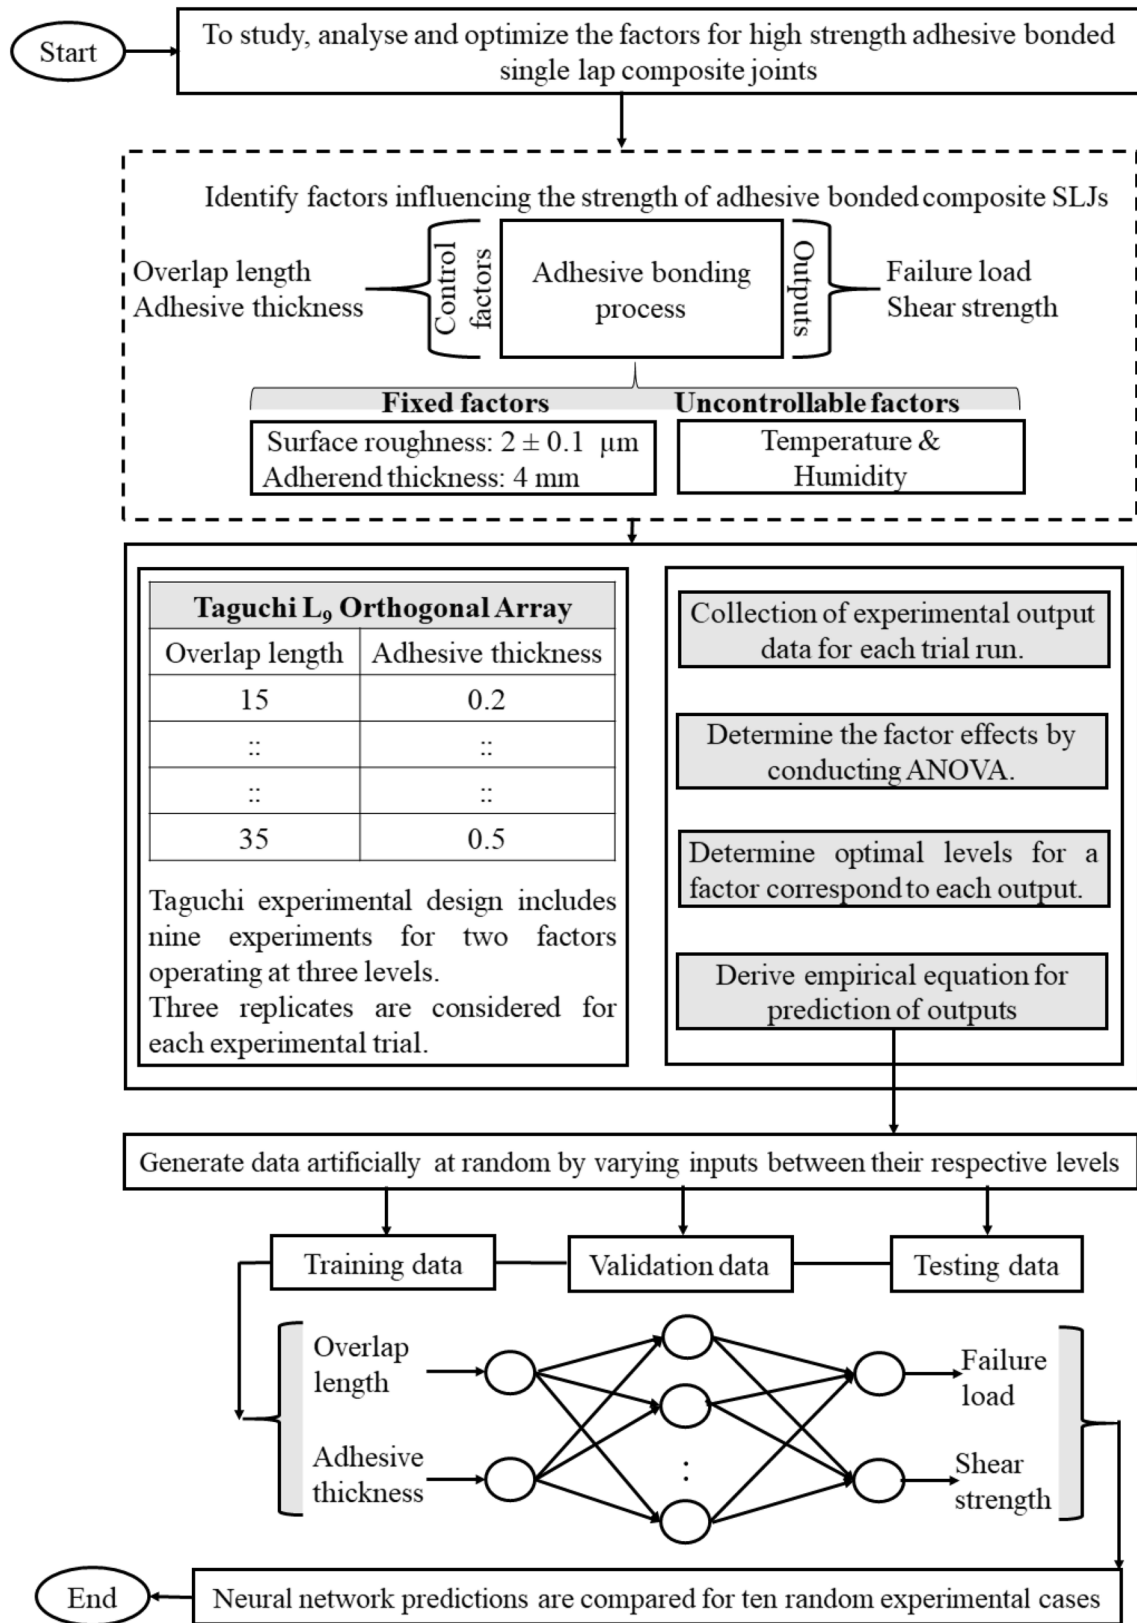 Start
To study, analyse and optimize the factors for high strength adhesive bonded
single lap composite joints
Identify factors influencing the strength of adhesive bonded composite SLJs
Overlap length
Adhesive thickness
Control
factors
Adhesive bonding
process
Outputs
Failure load
Shear strength
Fixed factors
Uncontrollable factors
Surface roughness: 2 ± 0.1 µm
Adherend thickness: 4 mm
Temperature &
Humidity
Taguchi L₉ Orthogonal Array
Overlap length Adhesive thickness
15 0.2
:: ::
:: ::
35 0.5
Taguchi experimental design includes
nine experiments for two factors
operating at three levels.
Three replicates are considered for
each experimental trial.
Collection of experimental output
data for each trial run.
Determine the factor effects by
conducting ANOVA.
Determine optimal levels for a
factor correspond to each output.
Derive empirical equation for
prediction of outputs
Generate data artificially at random by varying inputs between their respective levels
Training data
Validation data
Testing data
Overlap
length
Adhesive
thickness
:
Failure
load
Shear
strength
End
Neural network predictions are compared for ten random experimental cases